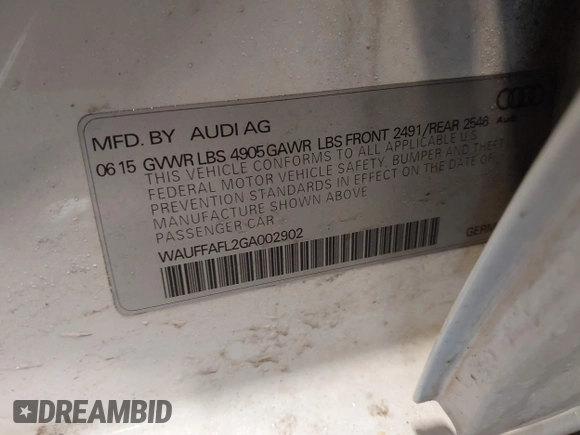 MFD. BY AUDI AG
06 15 GVWR LBS 4905 GAWR LBS FRONT 2491/REAR 2546
THIS VEHICLE CONFORMS TO ALL APPLICABLE U.S.
FEDERAL MOTOR VEHICLE SAFETY, BUMPER AND THEFT
PREVENTION STANDARDS IN EFFECT ON THE DATE OF
MANUFACTURE SHOWN ABOVE
PASSENGER CAR
WAUFFAFL2GA002902
Audi
DREAMBID